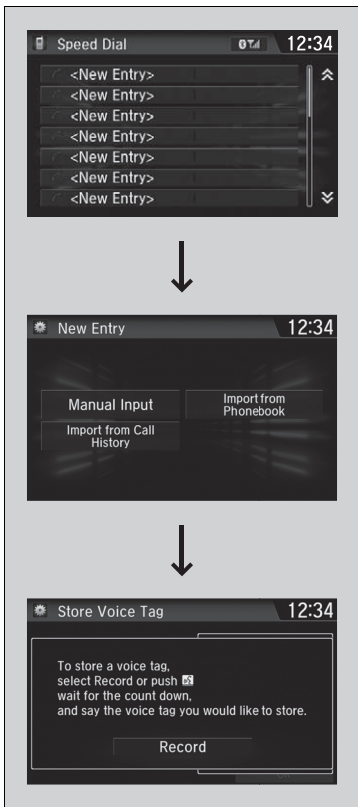 Speed Dial 12:34
<New Entry>
<New Entry>
<New Entry>
<New Entry>
<New Entry>
<New Entry>
<New Entry>
New Entry 12:34
Manual Input
Import from
Phonebook
Import from Call
History
Store Voice Tag 12:34
To store a voice tag,
select Record or push
wait for the count down,
and say the voice tag you would like to store.
Record